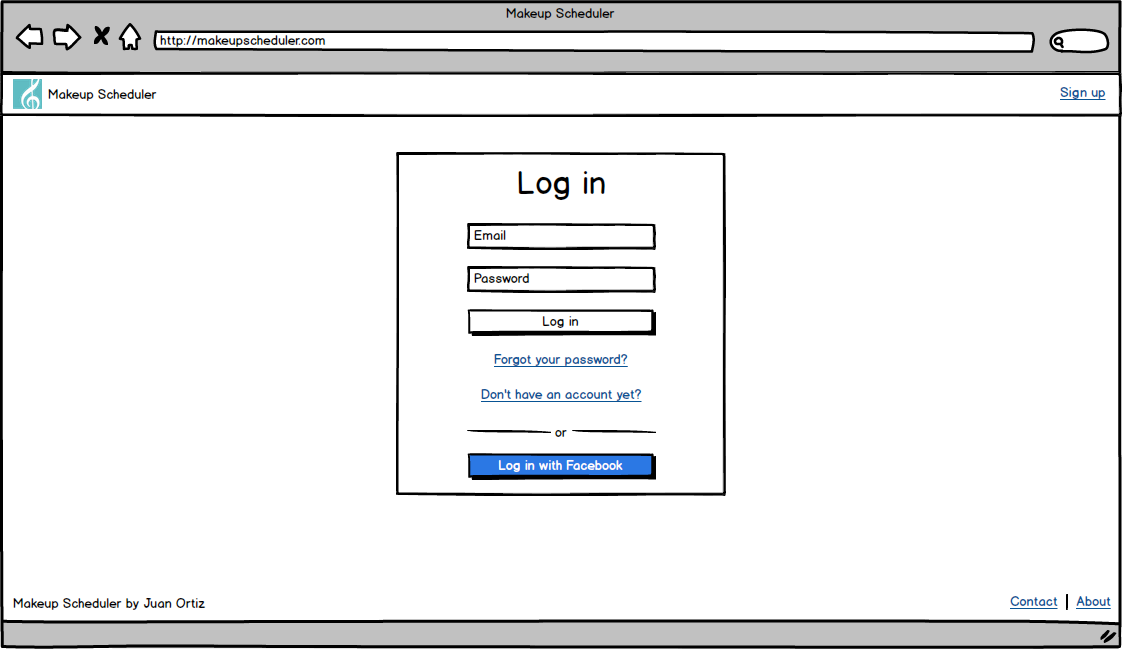 Makeup Scheduler
http://makeupscheduler.com
Makeup Scheduler
Sign up
Log in
Email
Password
Log in
Forgot your password?
Don't have an account yet?
or
Log in with Facebook
Makeup Scheduler by Juan Ortiz
Contact | About